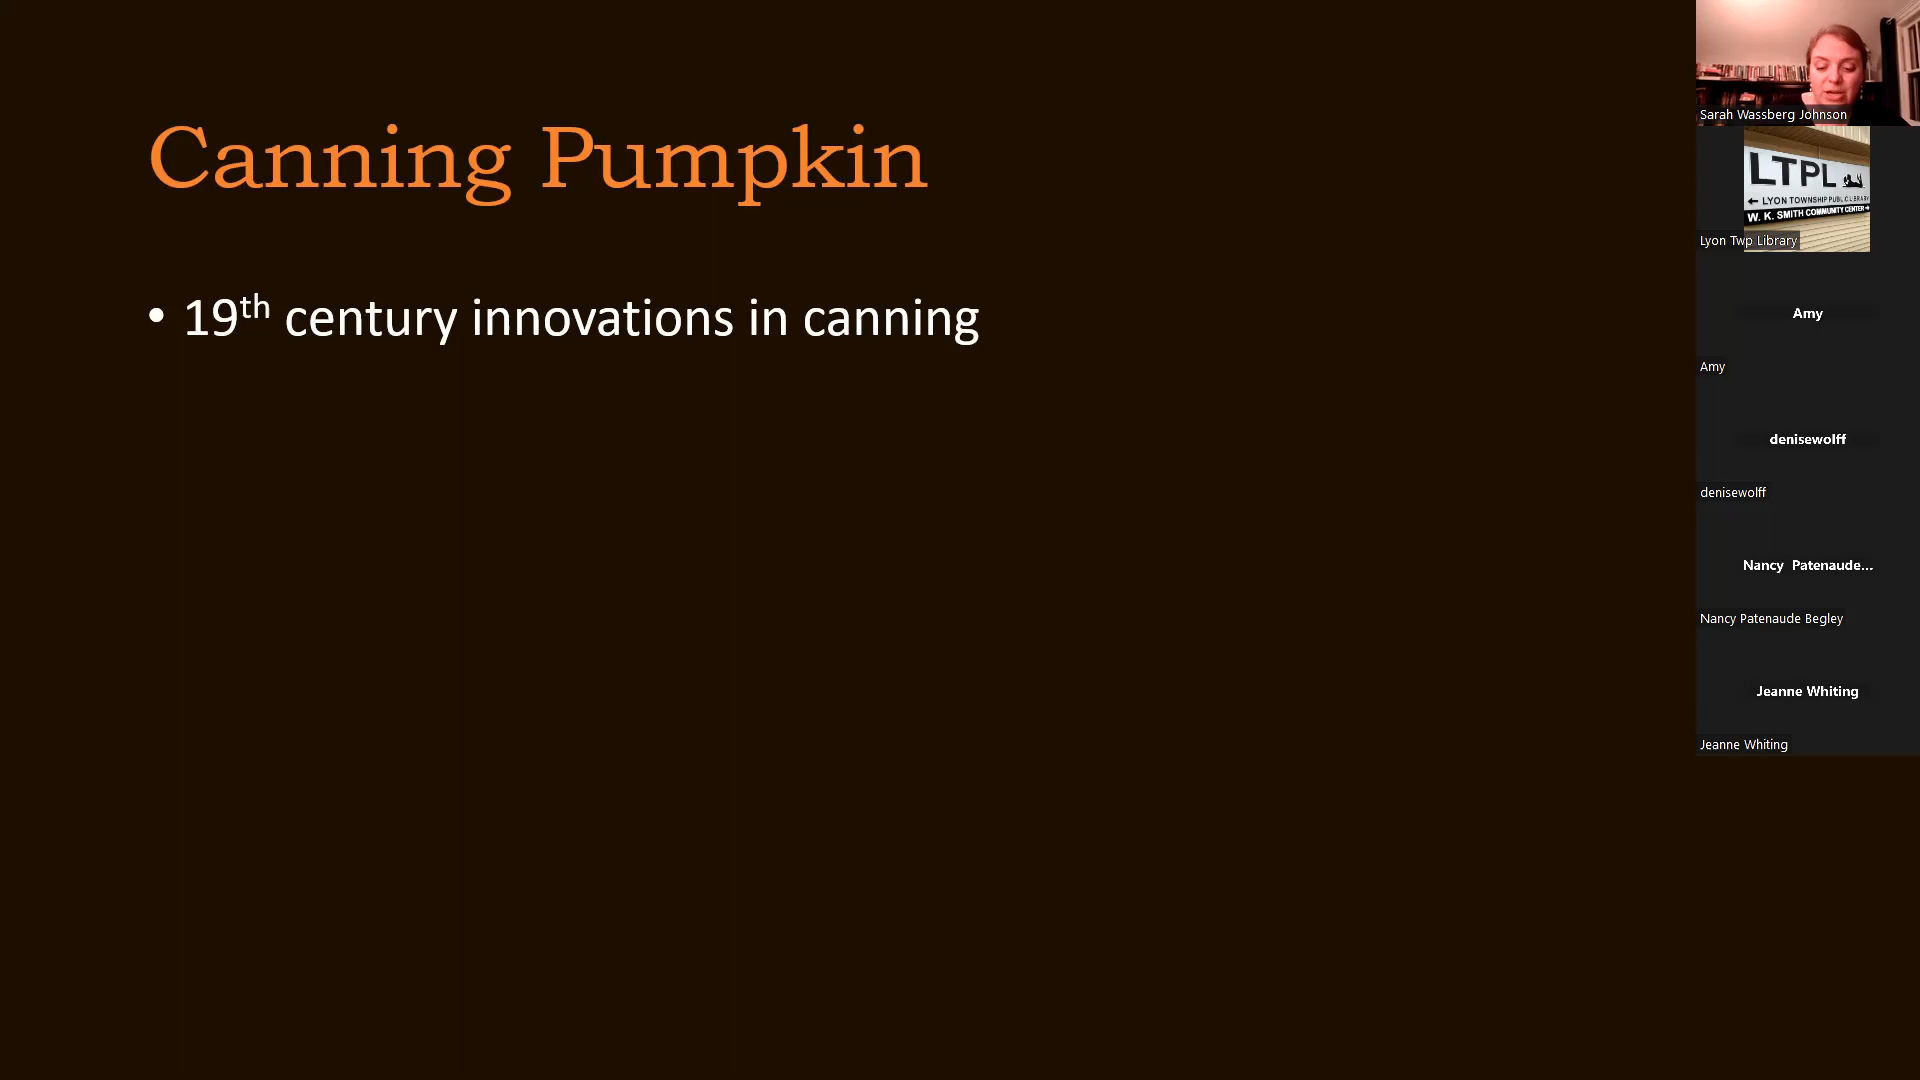 Canning Pumpkin
• 19th century innovations in canning
Sarah Wassberg Johnson
LTPL
← LYON TOWNSHIP PUBLIC LIBRARY
W. K. SMITH COMMUNITY CENTER →
Lyon Twp Library
Amy
Amy
denisewolff
denisewolff
Nancy Patenaude...
Nancy Patenaude Begley
Jeanne Whiting
Jeanne Whiting